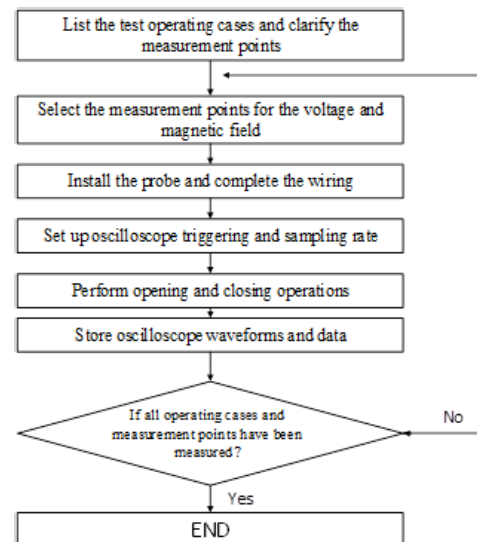 List the test operating cases and clarify the
measurement points
Select the measurement points for the voltage and
magnetic field
Install the probe and complete the wiring
Set up oscilloscope triggering and sampling rate
Perform opening and closing operations
Store oscilloscope waveforms and data
If all operating cases and
measurement points have been
measured?
No
Yes
END